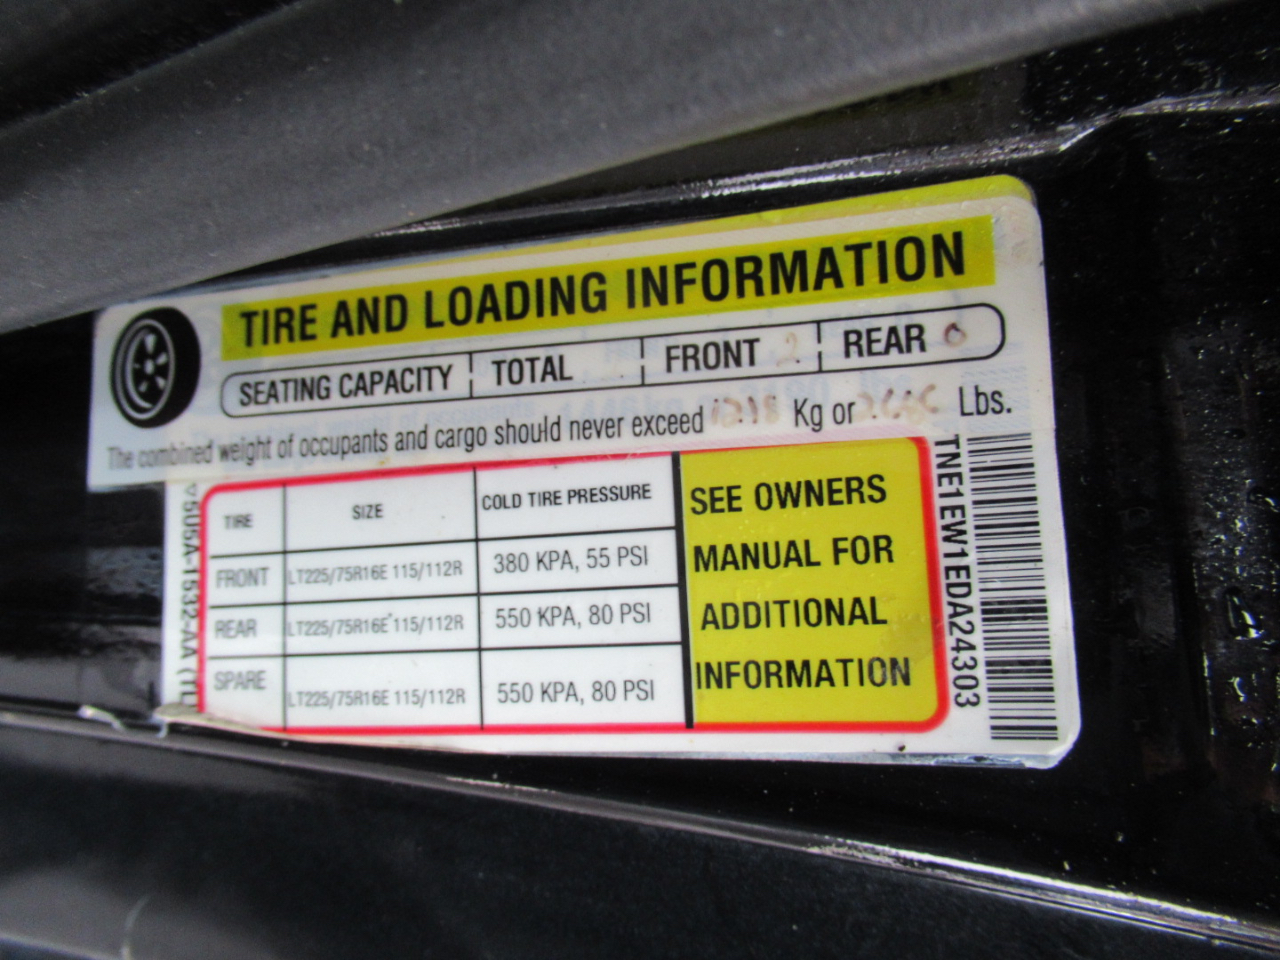 TIRE AND LOADING INFORMATION
SEATING CAPACITY TOTAL FRONT 2 REAR 0
The combined weight of occupants and cargo should never exceed Kg or Lbs.
TIRE SIZE COLD TIRE PRESSURE
FRONT LT225/75R16E 115/112R 380 KPA, 55 PSI
REAR LT225/75R16E 115/112R 550 KPA, 80 PSI
SPARE LT225/75R16E 115/112R 550 KPA, 80 PSI
SEE OWNERS
MANUAL FOR
ADDITIONAL
INFORMATION
TNE1EW1EDA24303